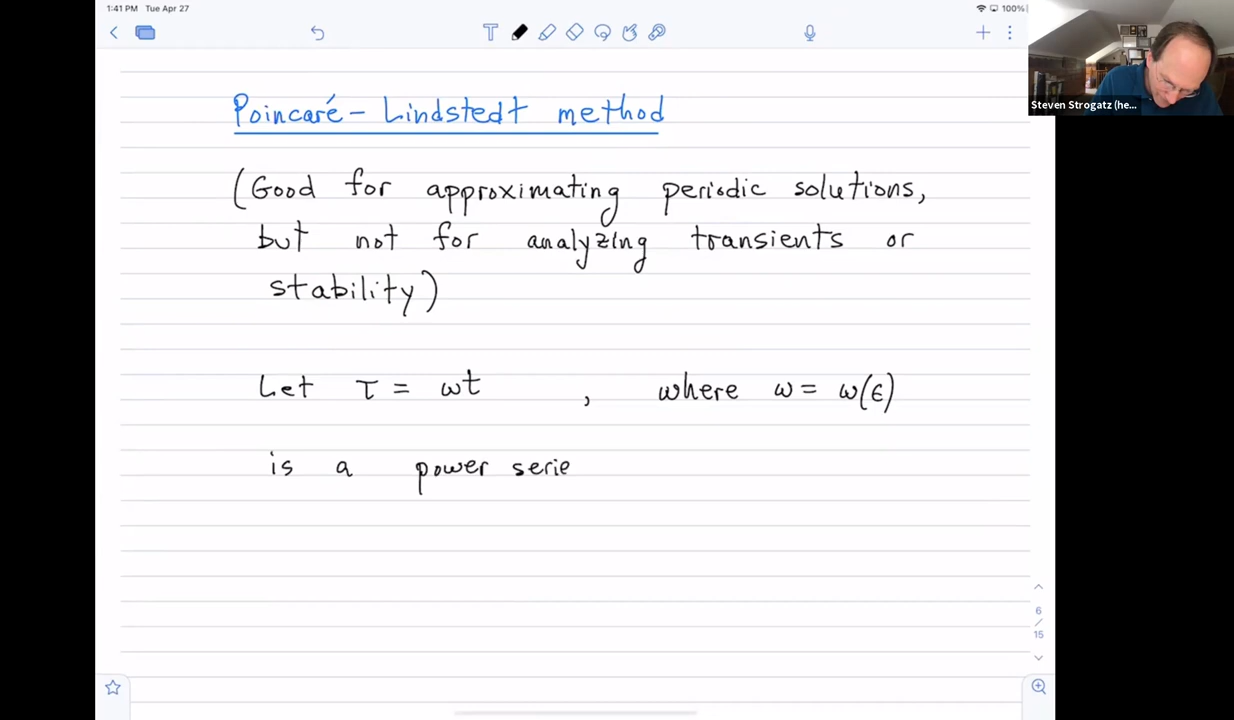 1:41 PM Tue Apr 27
100%
T
Steven Strogatz (he...
Poincaré - Lindstedt method
(Good for approximating periodic solutions,
but not for analyzing transients or
stability)
Let τ = ωt , where ω = ω(ϵ)
is a power serie
6
/
15